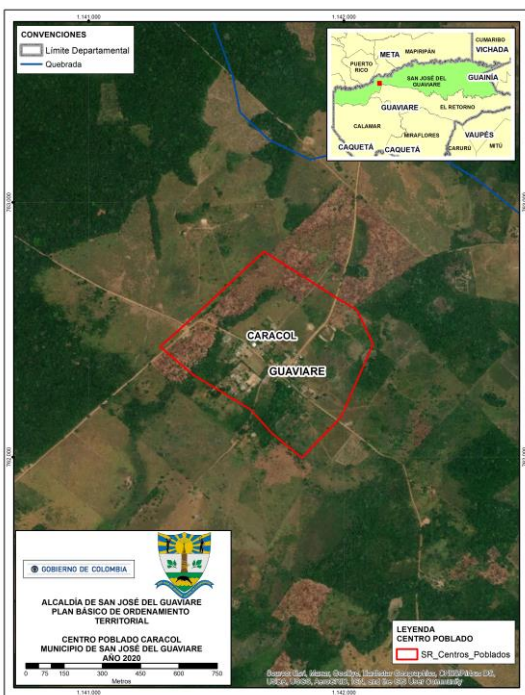 1.141.000
1.142.000
CONVENCIONES
Límite Departamental
Quebrada
META
MAPIRIPÁN
CUMARIBO
VICHADA
PUERTO
RICO
SAN JOSÉ DEL
GUAVIARE
GUAINÍA
GUAVIARE
EL RETORNO
CALAMAR
MIRAFLORES
VAUPÉS
CAQUETÁ
CAQUETÁ
CARURÚ
MITÚ
CARACOL
GUAVIARE
GOBIERNO DE COLOMBIA
ALCALDÍA DE SAN JOSÉ DEL GUAVIARE
PLAN BÁSICO DE ORDENAMIENTO
TERRITORIAL
CENTRO POBLADO CARACOL
MUNICIPIO DE SAN JOSÉ DEL GUAVIARE
AÑO 2020
0 75 150 300 450 600 750
Metros
LEYENDA
CENTRO POBLADO
SR_Centros_Poblados
1.141.000
1.142.000